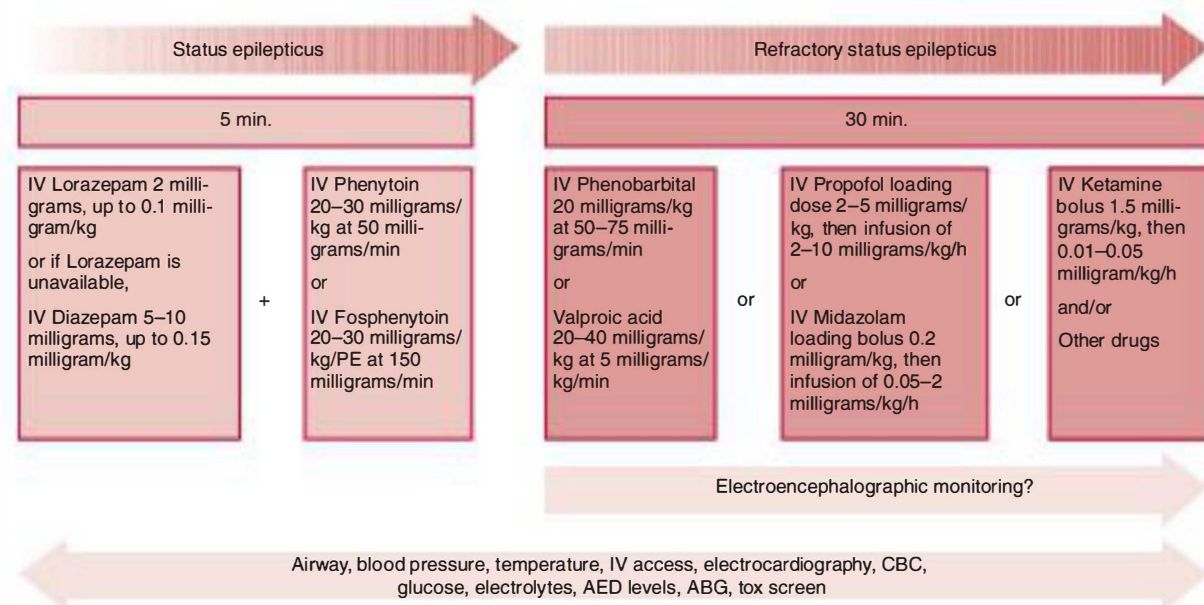 Status epilepticus
Refractory status epilepticus
5 min.
30 min.
IV Lorazepam 2 milli-
grams, up to 0.1 milli-
gram/kg
or if Lorazepam is
unavailable,
IV Diazepam 5–10
milligrams, up to 0.15
milligram/kg
+
IV Phenytoin
20–30 milligrams/
kg at 50 milli-
grams/min
or
IV Fosphenytoin
20–30 milligrams/
kg/PE at 150
milligrams/min
IV Phenobarbital
20 milligrams/kg
at 50–75 milli-
grams/min
or
Valproic acid
20–40 milligrams/
kg at 5 milligrams/
kg/min
or
IV Propofol loading
dose 2–5 milligrams/
kg, then infusion of
2–10 milligrams/kg/h
or
IV Midazolam
loading bolus 0.2
milligram/kg, then
infusion of 0.05–2
milligrams/kg/h
or
IV Ketamine
bolus 1.5 milli-
grams/kg, then
0.01–0.05
milligram/kg/h
and/or
Other drugs
Electroencephalographic monitoring?
Airway, blood pressure, temperature, IV access, electrocardiography, CBC,
glucose, electrolytes, AED levels, ABG, tox screen